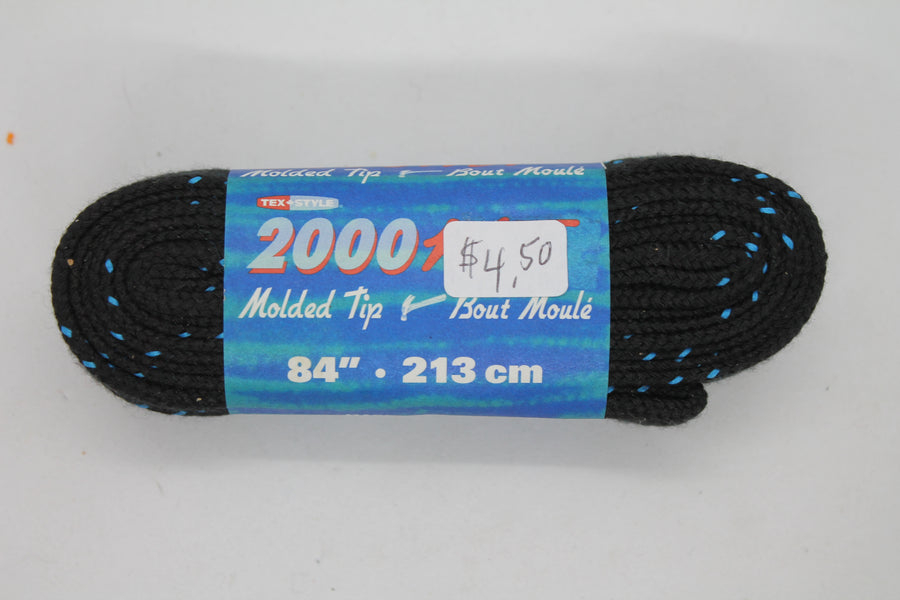 Molded Tip Bout Moulé
TEX STYLE
2000
$4.50
Molded Tip Bout Moulé
84" • 213 cm